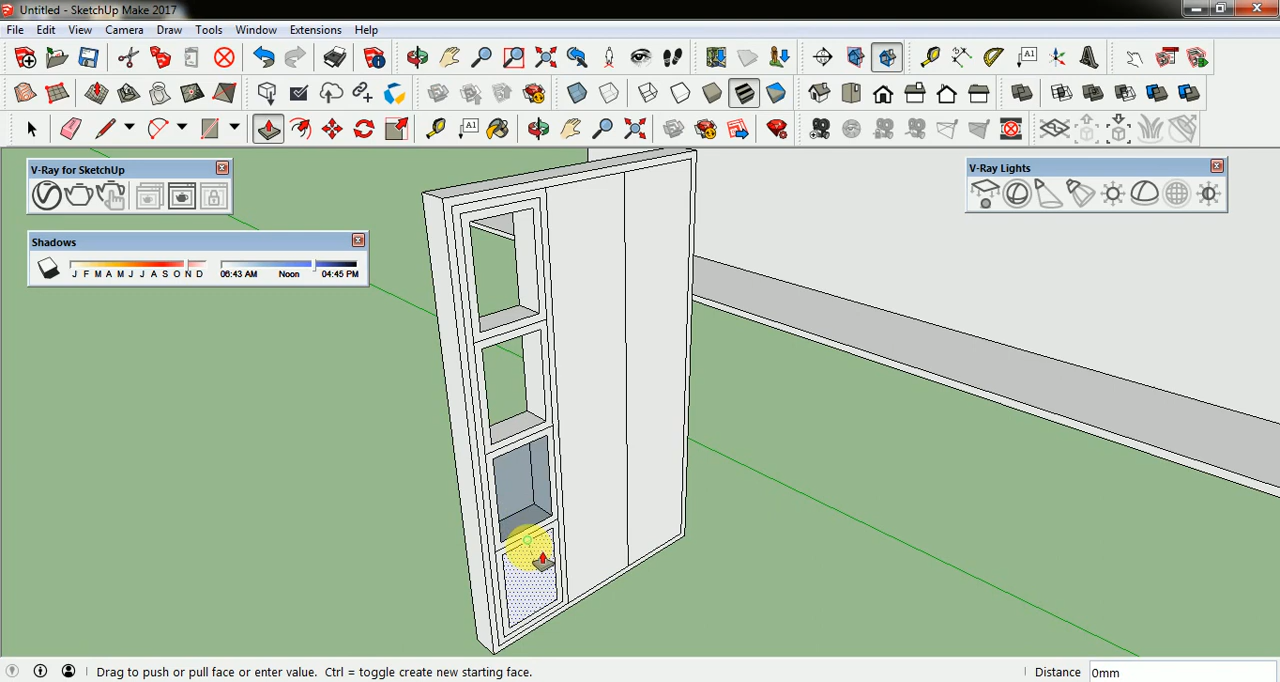 Untitled - SketchUp Make 2017
File Edit View Camera Draw Tools Window Extensions Help
V-Ray for SketchUp
V-Ray Lights
Shadows
J F M A M J J A S O N D
06:43 AM Noon 04:45 PM
Drag to push or pull face or enter value. Ctrl = toggle create new starting face.
Distance 0mm